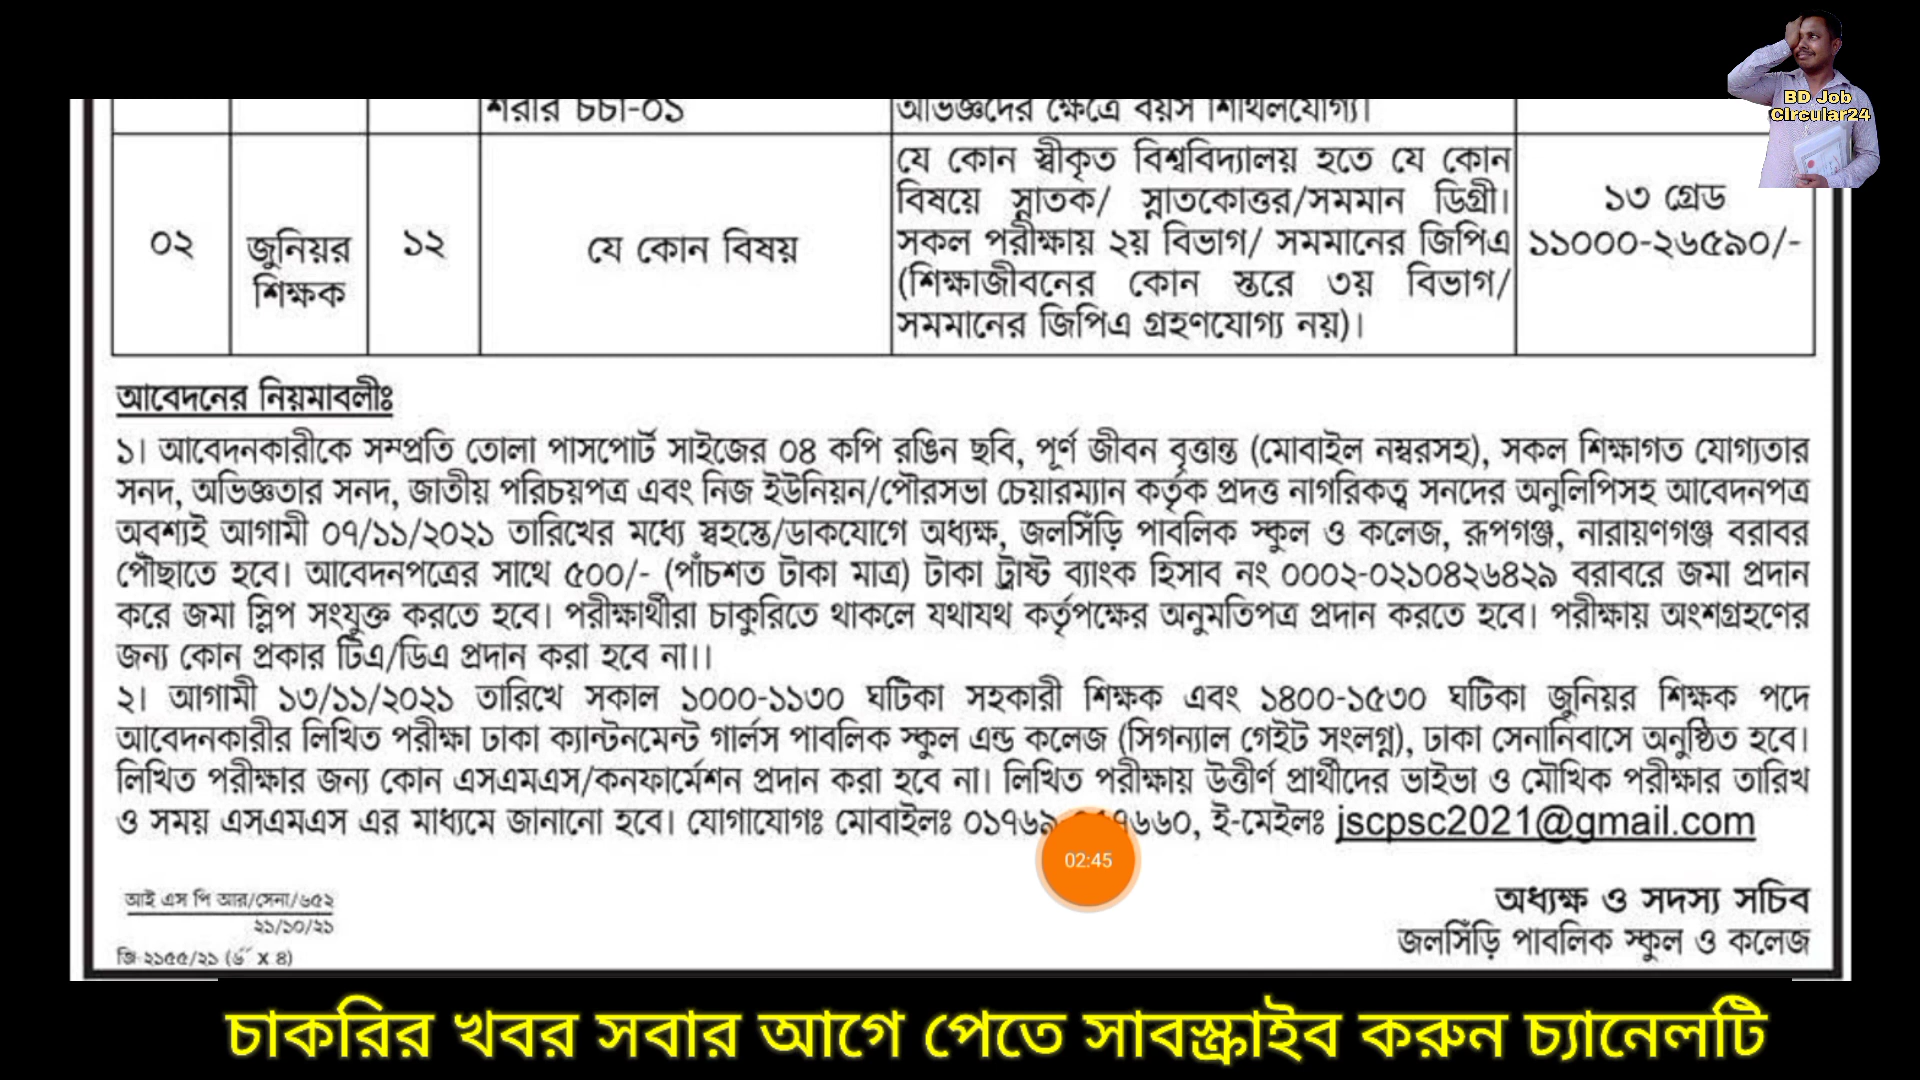 BD Job
CIrcular24
শরীর চর্চা-০১
অভিজ্ঞদের ক্ষেত্রে বয়স শিথিলযোগ্য।
০২
জুনিয়র
শিক্ষক
১২
যে কোন বিষয়
যে কোন স্বীকৃত বিশ্ববিদ্যালয় হতে যে কোন
বিষয়ে স্নাতক/ স্নাতকোত্তর/সমমান ডিগ্রী।
সকল পরীক্ষায় ২য় বিভাগ/ সমমানের জিপিএ
(শিক্ষাজীবনের কোন স্তরে ৩য় বিভাগ/
সমমানের জিপিএ গ্রহণযোগ্য নয়)।
১৩ গ্রেড
১১০০০-২৬৫৯০/-
আবেদনের নিয়মাবলীঃ
১। আবেদনকারীকে সম্প্রতি তোলা পাসপোর্ট সাইজের ০৪ কপি রঙিন ছবি, পূর্ণ জীবন বৃত্তান্ত (মোবাইল নম্বরসহ), সকল শিক্ষাগত যোগ্যতার
সনদ, অভিজ্ঞতার সনদ, জাতীয় পরিচয়পত্র এবং নিজ ইউনিয়ন/পৌরসভা চেয়ারম্যান কর্তৃক প্রদত্ত নাগরিকত্ব সনদের অনুলিপিসহ আবেদনপত্র
অবশ্যই আগামী ০৭/১১/২০২১ তারিখের মধ্যে স্বহস্তে/ডাকযোগে অধ্যক্ষ, জলসিঁড়ি পাবলিক স্কুল ও কলেজ, রূপগঞ্জ, নারায়ণগঞ্জ বরাবর
পৌঁছাতে হবে। আবেদনপত্রের সাথে ৫০০/- (পাঁচশত টাকা মাত্র) টাকা ট্রাস্ট ব্যাংক হিসাব নং ০০০২-০২১০৪২৬৪২৯ বরাবরে জমা প্রদান
করে জমা স্লিপ সংযুক্ত করতে হবে। পরীক্ষার্থীরা চাকুরিতে থাকলে যথাযথ কর্তৃপক্ষের অনুমতিপত্র প্রদান করতে হবে। পরীক্ষায় অংশগ্রহণের
জন্য কোন প্রকার টিএ/ডিএ প্রদান করা হবে না।।
২। আগামী ১৩/১১/২০২১ তারিখে সকাল ১০০০-১১৩০ ঘটিকা সহকারী শিক্ষক এবং ১৪০০-১৫৩০ ঘটিকা জুনিয়র শিক্ষক পদে
আবেদনকারীর লিখিত পরীক্ষা ঢাকা ক্যান্টনমেন্ট গার্লস পাবলিক স্কুল এন্ড কলেজ (সিগন্যাল গেইট সংলগ্ন), ঢাকা সেনানিবাসে অনুষ্ঠিত হবে।
লিখিত পরীক্ষার জন্য কোন এসএমএস/কনফার্মেশন প্রদান করা হবে না। লিখিত পরীক্ষায় উত্তীর্ণ প্রার্থীদের ভাইভা ও মৌখিক পরীক্ষার তারিখ
ও সময় এসএমএস এর মাধ্যমে জানানো হবে। যোগাযোগঃ মোবাইলঃ ই-মেইলঃ jscpsc2021@gmail.com
02:45
আই এস পি আর/সেনা/৬৫২
২১/১০/২১
জি-২১৫৫/২১ (৬" x ৪)
অধ্যক্ষ ও সদস্য সচিব
জলসিঁড়ি পাবলিক স্কুল ও কলেজ
চাকরির খবর সবার আগে পেতে সাবস্ক্রাইব করুন চ্যানেলটি